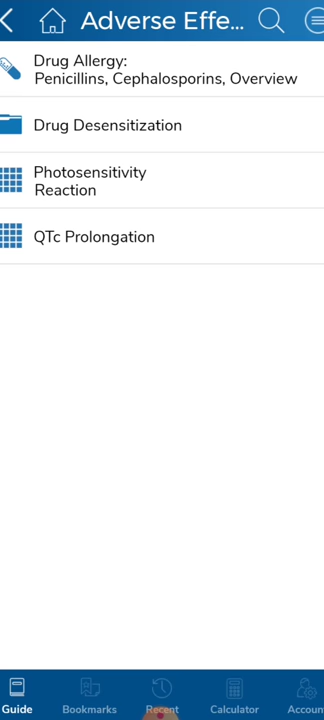 Adverse Effe...
Drug Allergy:
Penicillins, Cephalosporins, Overview
Drug Desensitization
Photosensitivity
Reaction
QTc Prolongation
Guide
Bookmarks
Recent
Calculator
Accoun